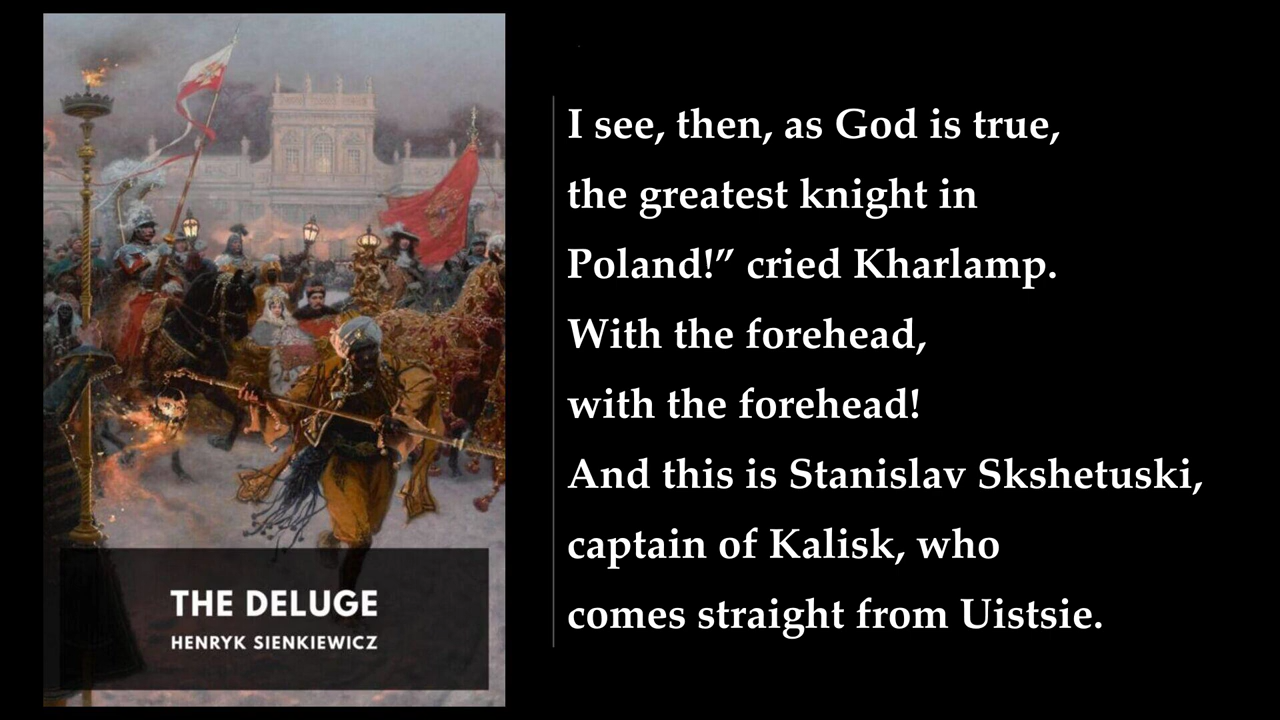 THE DELUGE
HENRYK SIENKIEWICZ
I see, then, as God is true,
the greatest knight in
Poland!” cried Kharlamp.
With the forehead,
with the forehead!
And this is Stanislav Skshetuski,
captain of Kalisk, who
comes straight from Uistsie.